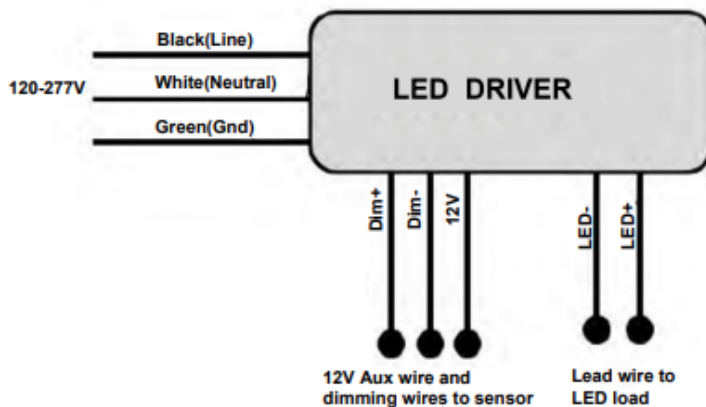 Black(Line)
120-277V
White(Neutral)
Green(Gnd)
LED DRIVER
Dim+
Dim-
12V
LED-
LED+
12V Aux wire and
dimming wires to sensor
Lead wire to
LED load